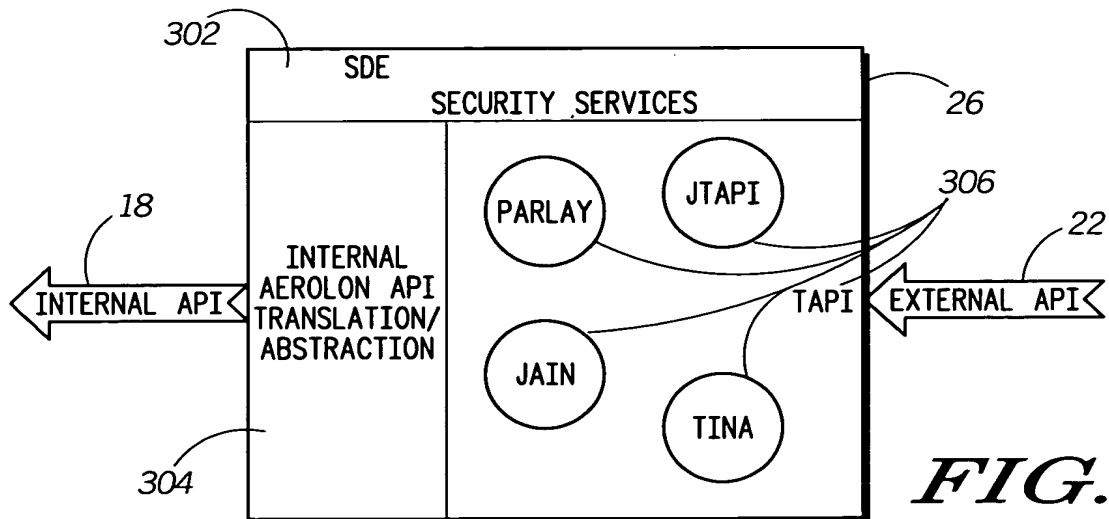 302
SDE
SECURITY SERVICES
26
306
18
22
PARLAY
JTAPI
INTERNAL API
INTERNAL
AEROLON API
TRANSLATION/
ABSTRACTION
TAPI
EXTERNAL API
JAIN
TINA
304
FIG.